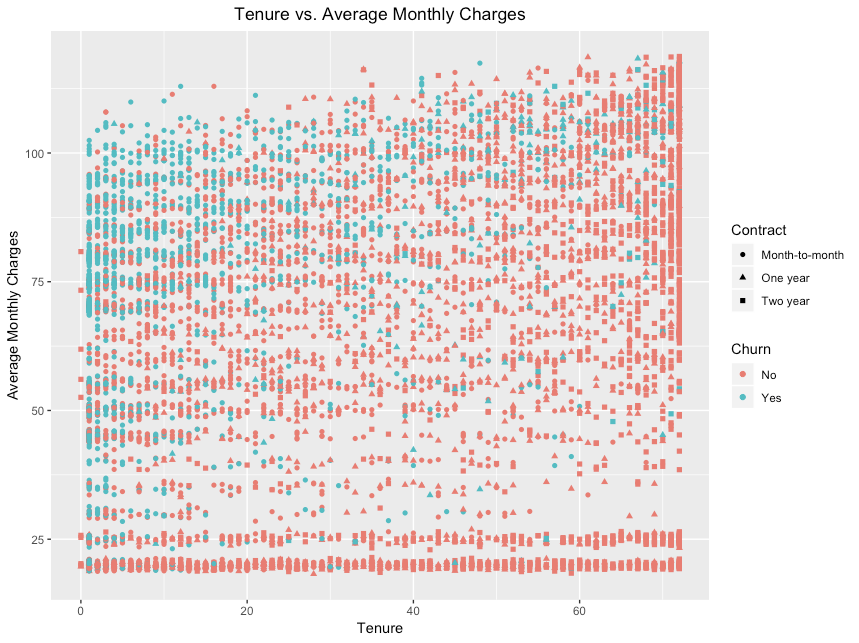 Tenure vs. Average Monthly Charges
Average Monthly Charges
100
75
50
25
0
20
40
60
Tenure
Contract
Month-to-month
One year
Two year
Churn
No
Yes